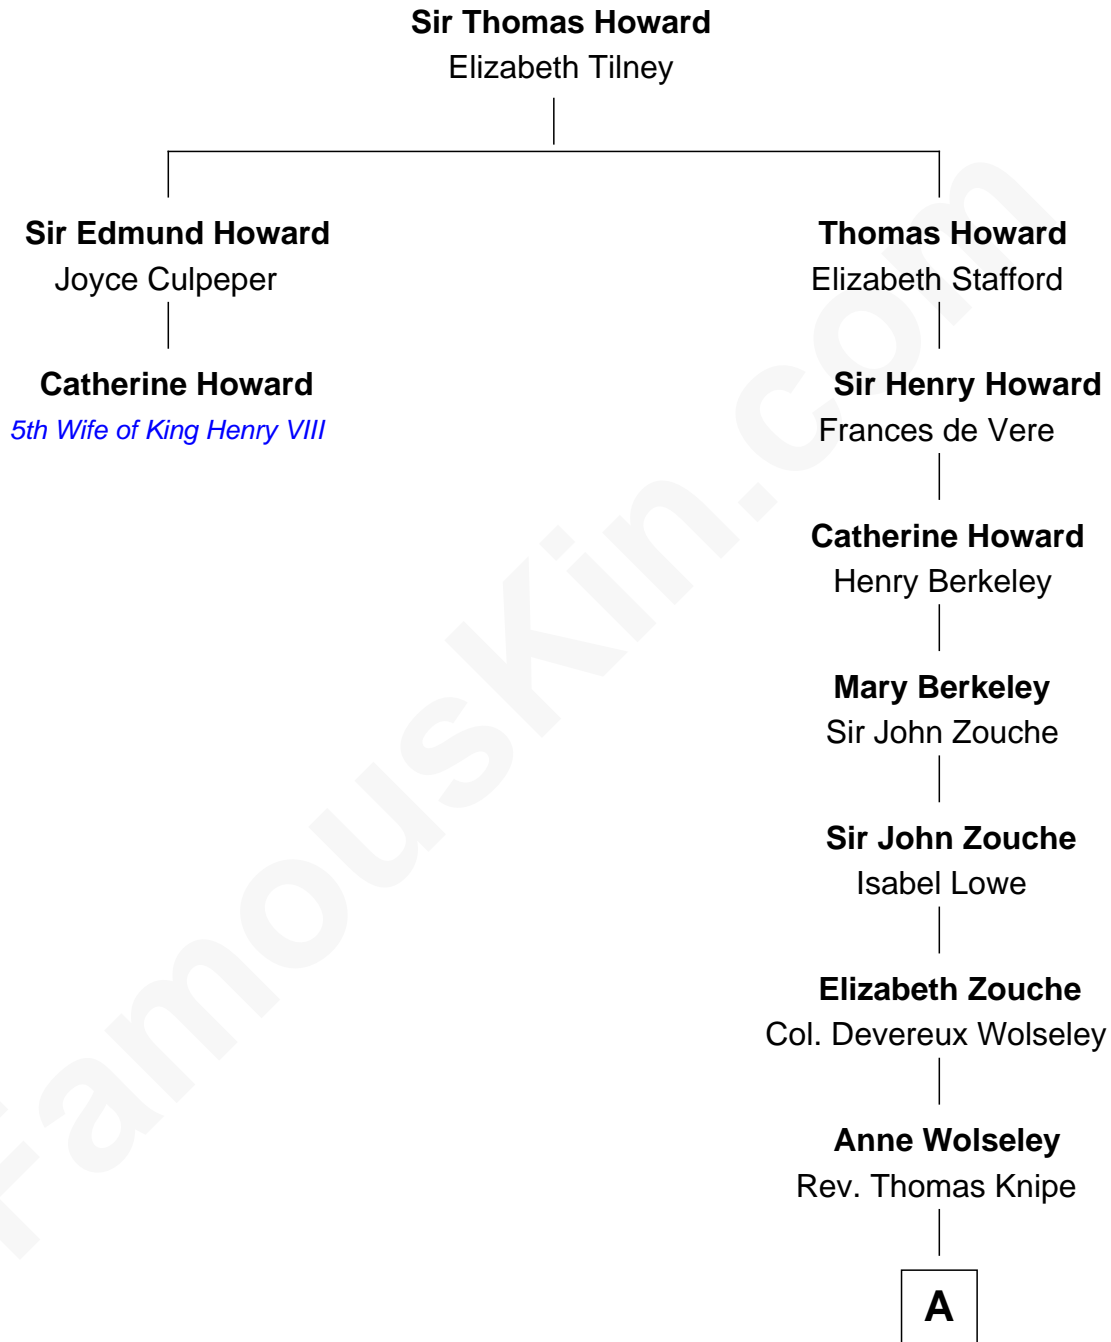 Sir Thomas Howard
Elizabeth Tilney
Sir Edmund Howard
Joyce Culpeper
Catherine Howard
5th Wife of King Henry VIII
Thomas Howard
Elizabeth Stafford
Sir Henry Howard
Frances de Vere
Catherine Howard
Henry Berkeley
Mary Berkeley
Sir John Zouche
Sir John Zouche
Isabel Lowe
Elizabeth Zouche
Col. Devereux Wolseley
Anne Wolseley
Rev. Thomas Knipe
A
FamousKin.com